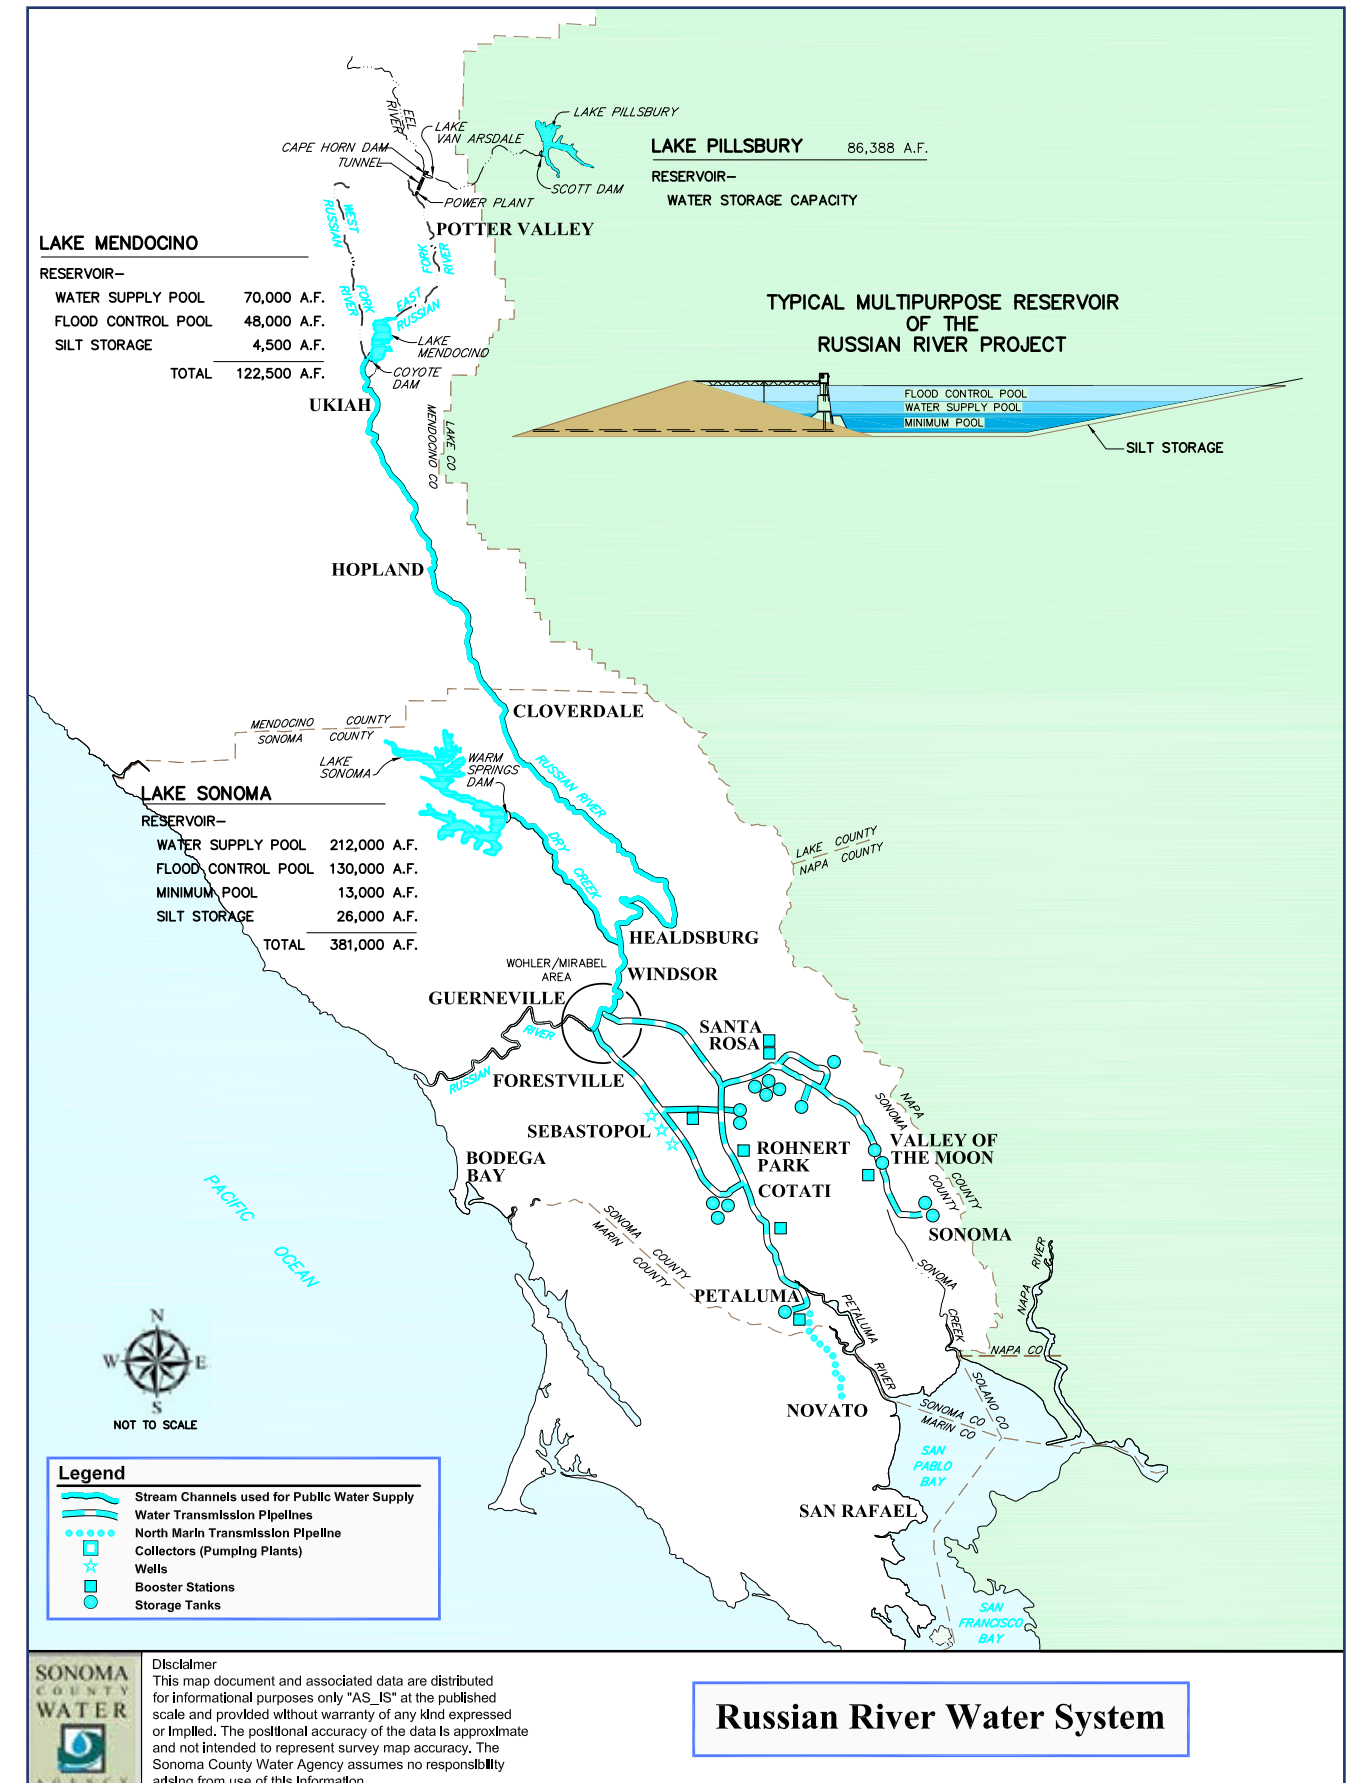 EEL
RIVER
LAKE
VAN ARSDALE
LAKE PILLSBURY
CAPE HORN DAM
TUNNEL
SCOTT DAM
POWER PLANT
POTTER VALLEY
LAKE PILLSBURY 86,388 A.F.
RESERVOIR-
WATER STORAGE CAPACITY
WEST
RUSSIAN
FORK
RIVER
EAST
RUSSIAN
FORK
RIVER
LAKE MENDOCINO
RESERVOIR-
WATER SUPPLY POOL 70,000 A.F.
FLOOD CONTROL POOL 48,000 A.F.
SILT STORAGE 4,500 A.F.
TOTAL 122,500 A.F.
LAKE
MENDOCINO
COYOTE
DAM
UKIAH
LAKE CO
MENDOCINO CO
TYPICAL MULTIPURPOSE RESERVOIR
OF THE
RUSSIAN RIVER PROJECT
FLOOD CONTROL POOL
WATER SUPPLY POOL
MINIMUM POOL
SILT STORAGE
HOPLAND
CLOVERDALE
MENDOCINO COUNTY
SONOMA COUNTY
LAKE
SONOMA
WARM
SPRINGS
DAM
RUSSIAN RIVER
LAKE SONOMA
RESERVOIR-
WATER SUPPLY POOL 212,000 A.F.
FLOOD CONTROL POOL 130,000 A.F.
MINIMUM POOL 13,000 A.F.
SILT STORAGE 26,000 A.F.
TOTAL 381,000 A.F.
DRY
CREEK
LAKE COUNTY
NAPA COUNTY
HEALDSBURG
WOHLER/MIRABEL
AREA
WINDSOR
GUERNEVILLE
RUSSIAN
RIVER
FORESTVILLE
SANTA
ROSA
SEBASTOPOL
BODEGA
BAY
ROHNERT
PARK
COTATI
VALLEY OF
THE MOON
NAPA
COUNTY
SONOMA
COUNTY
SONOMA
SONOMA COUNTY
MARIN COUNTY
PACIFIC
OCEAN
PETALUMA
PETALUMA
RIVER
SONOMA
CREEK
NAPA RIVER
NAPA CO
SOLANO CO
SONOMA CO
MARIN CO
NOVATO
SAN
PABLO
BAY
SAN RAFAEL
SAN
FRANCISCO
BAY
N
W E
S
NOT TO SCALE
Legend
Stream Channels used for Public Water Supply
Water Transmission Pipelines
North Marin Transmission Pipeline
Collectors (Pumping Plants)
Wells
Booster Stations
Storage Tanks
SONOMA
COUNTY
WATER
AGENCY
Disclaimer
This map document and associated data are distributed
for informational purposes only "AS_IS" at the published
scale and provided without warranty of any kind expressed
or implied. The positional accuracy of the data is approximate
and not intended to represent survey map accuracy. The
Sonoma County Water Agency assumes no responsibility
arising from use of this information.
Russian River Water System